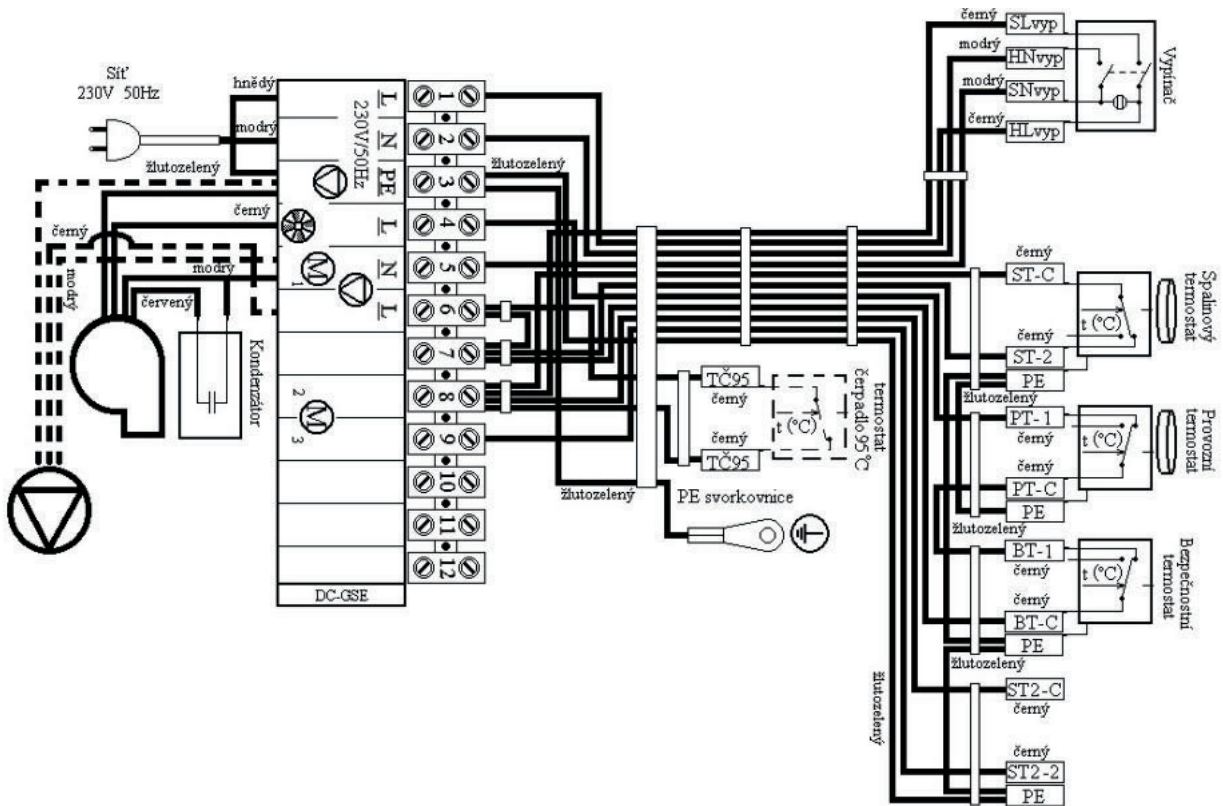 Síť
230V 50Hz
hnědý
modrý
žlutozelený
černý
černý
modrý
modrý
červený
Kondenzátor
L
N
PE
L
N
L
230V/50Hz
M
1
2
M
3
DC-GSE
1
2
3
4
5
6
7
8
9
10
11
12
žlutozelený
žlutozelený
TČ95
černý
černý
TČ95
t (°C)
termostat
čerpadlo 95°C
PE svorkovnice
černý
SLvyp
modrý
HNvyp
modrý
SNvyp
černý
HLvyp
Vypínač
černý
ST-C
t (°C)
černý
ST-2
PE
žlutozelený
Spalinový
termostat
PT-1
černý
t (°C)
černý
PT-C
PE
žlutozelený
Provozní
termostat
BT-1
černý
t (°C)
černý
BT-C
PE
žlutozelený
Bezpečnostní
termostat
žlutozelený
ST2-C
černý
černý
ST2-2
PE